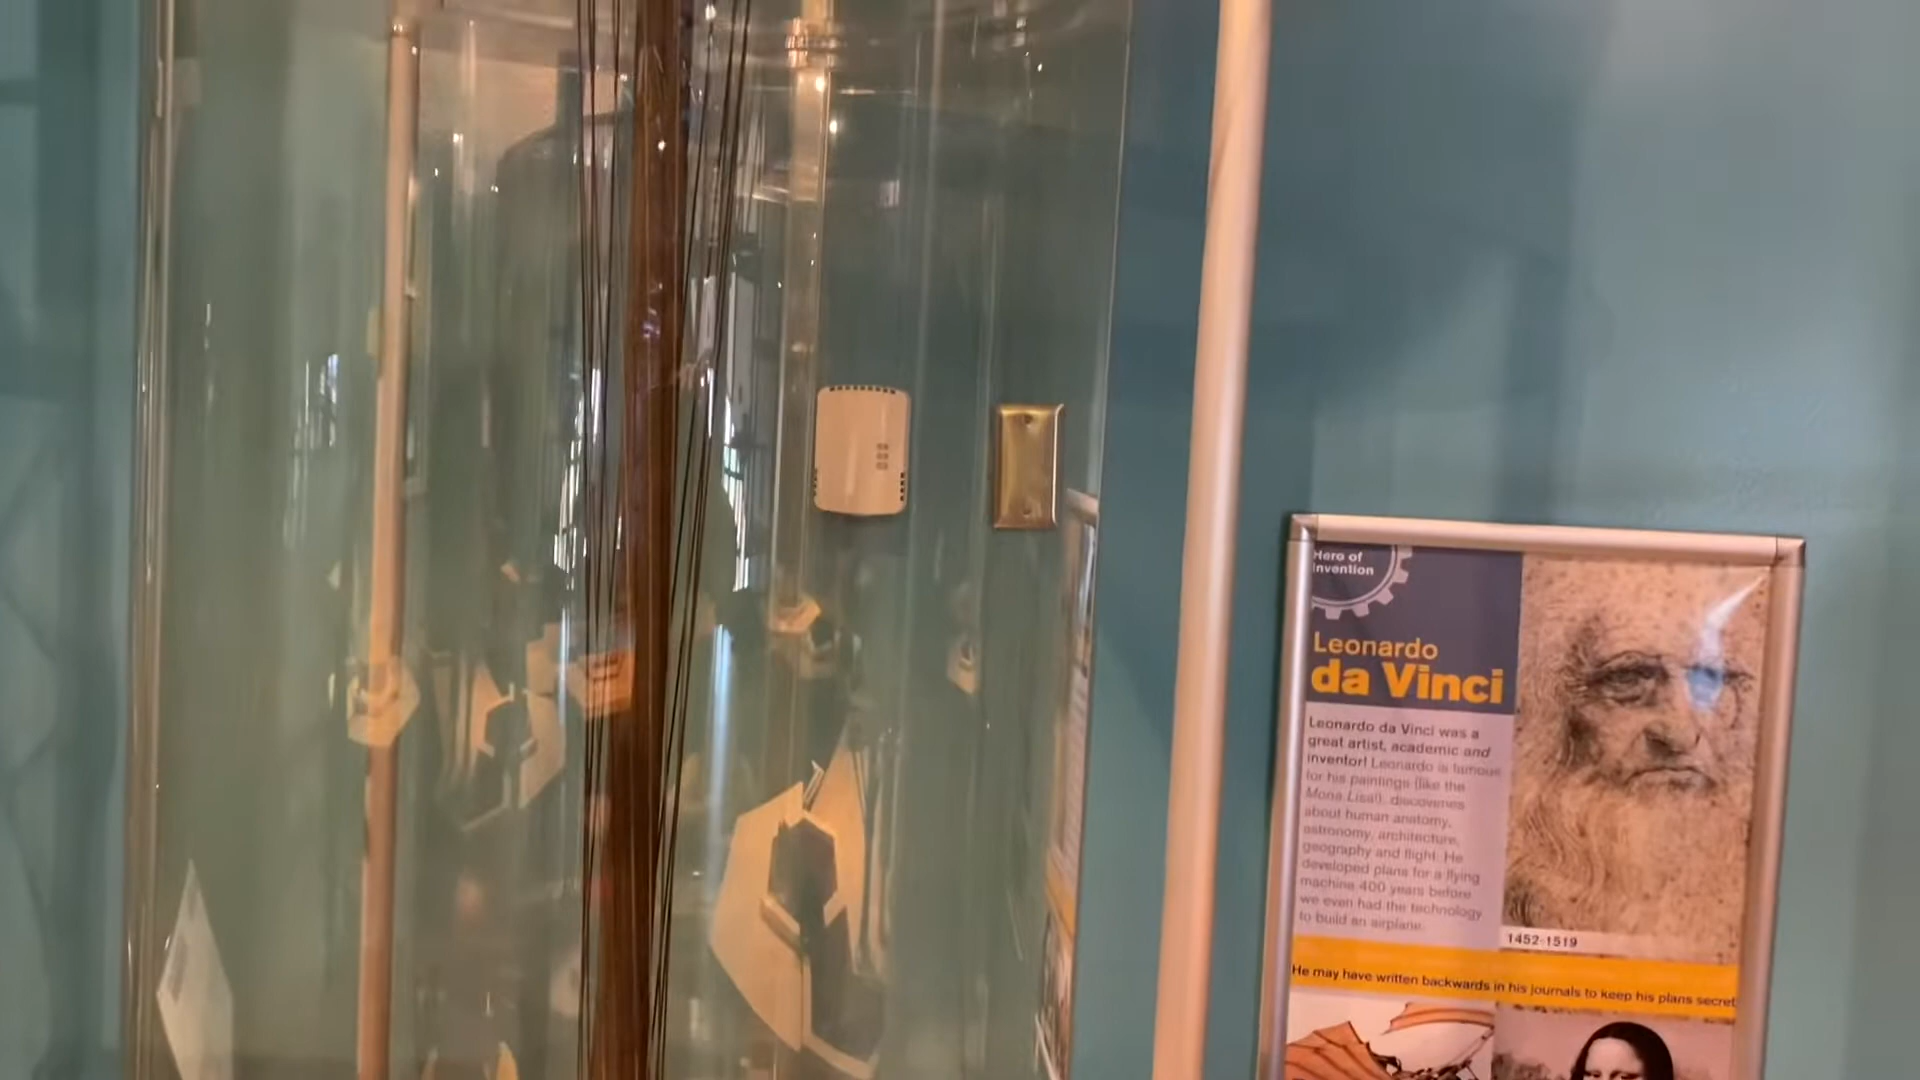 Hero of
Invention
Leonardo
da Vinci
Leonardo da Vinci was a
great artist, academic and
inventor! Leonardo is famous
for his paintings (like the
Mona Lisa!), discoveries
about human anatomy,
astronomy, architecture,
geography and flight. He
developed plans for a flying
machine 400 years before
we even had the technology
to build an airplane.
1452-1519
He may have written backwards in his journals to keep his plans secret